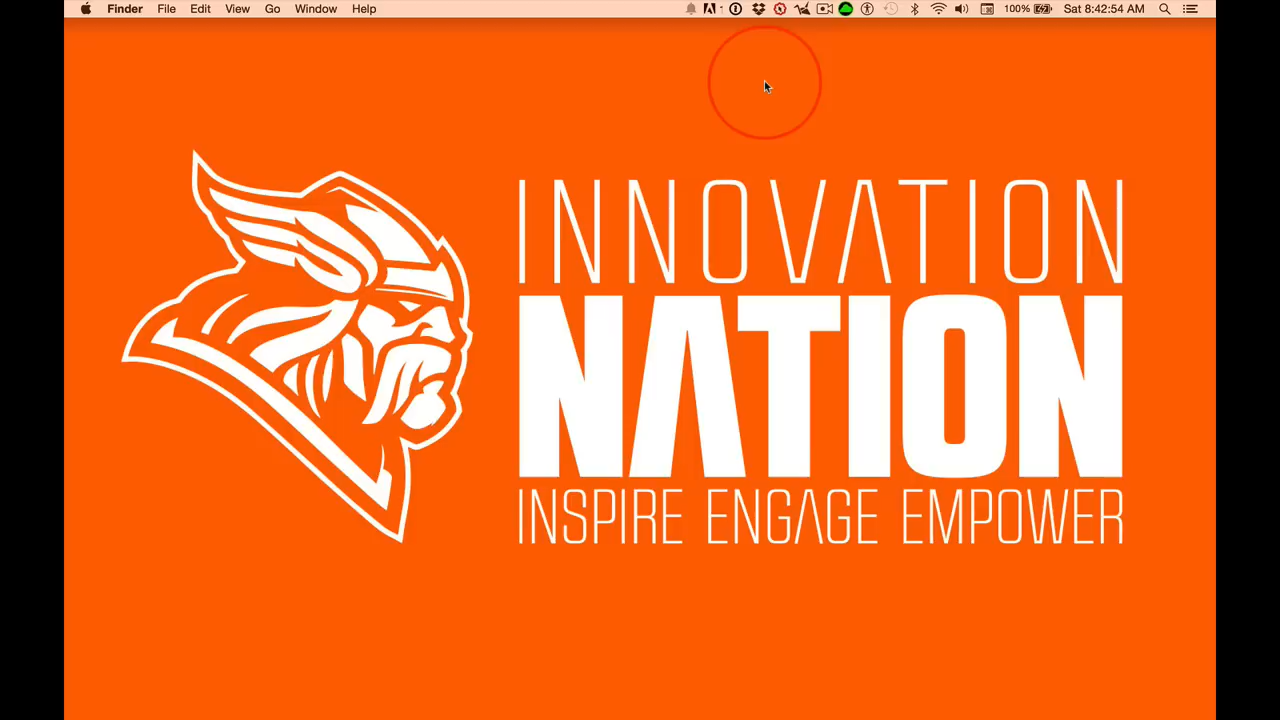 Finder File Edit View Go Window Help 100% Sat 8:42:54 AM
INNOVATION
NATION
INSPIRE ENGAGE EMPOWER